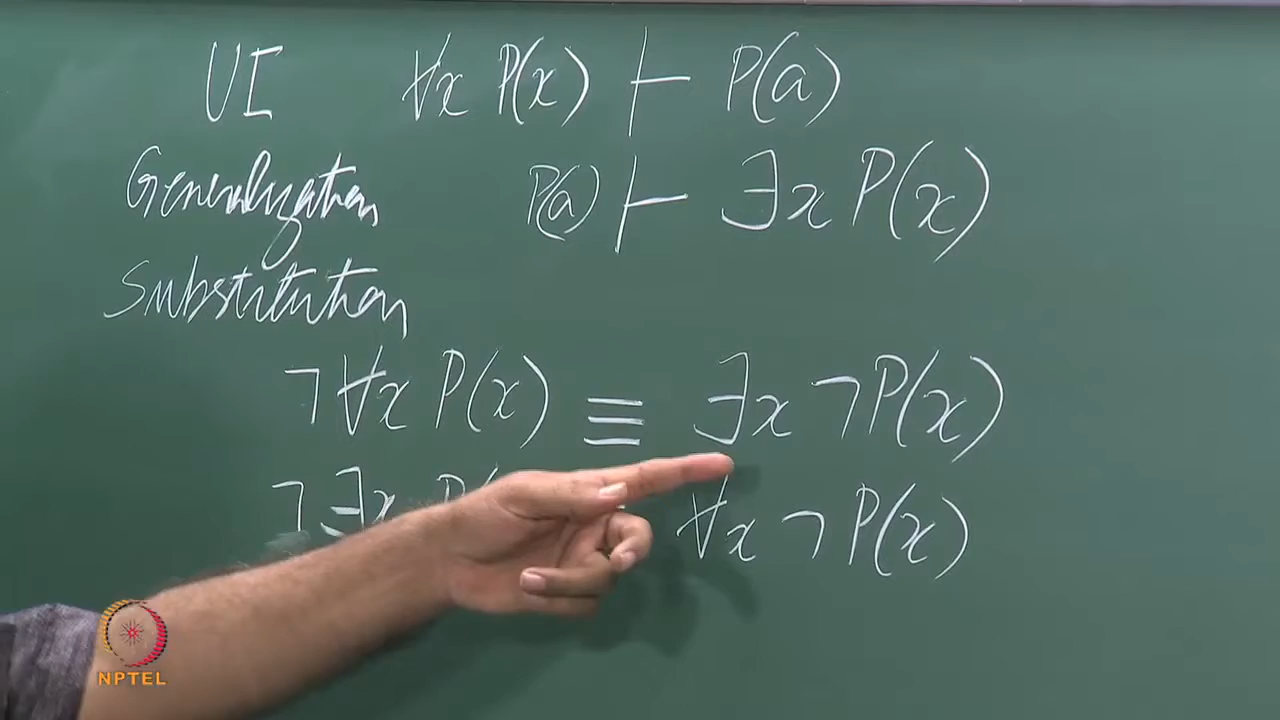 UI ∀x P(x) ⊢ P(a)
Generalization P(a) ⊢ ∃x P(x)
Substitution
¬∀x P(x) ≡ ∃x ¬P(x)
¬∃x P( ∀x ¬P(x)
NPTEL